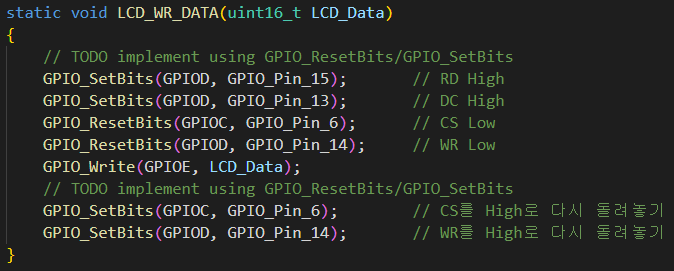 static void LCD_WR_DATA(uint16_t LCD_Data)
{
// TODO implement using GPIO_ResetBits/GPIO_SetBits
GPIO_SetBits(GPIOD, GPIO_Pin_15); // RD High
GPIO_SetBits(GPIOD, GPIO_Pin_13); // DC High
GPIO_ResetBits(GPIOC, GPIO_Pin_6); // CS Low
GPIO_ResetBits(GPIOD, GPIO_Pin_14); // WR Low
GPIO_Write(GPIOE, LCD_Data);
// TODO implement using GPIO_ResetBits/GPIO_SetBits
GPIO_SetBits(GPIOC, GPIO_Pin_6); // CS를 High로 다시 돌려놓기
GPIO_SetBits(GPIOD, GPIO_Pin_14); // WR를 High로 다시 돌려놓기
}